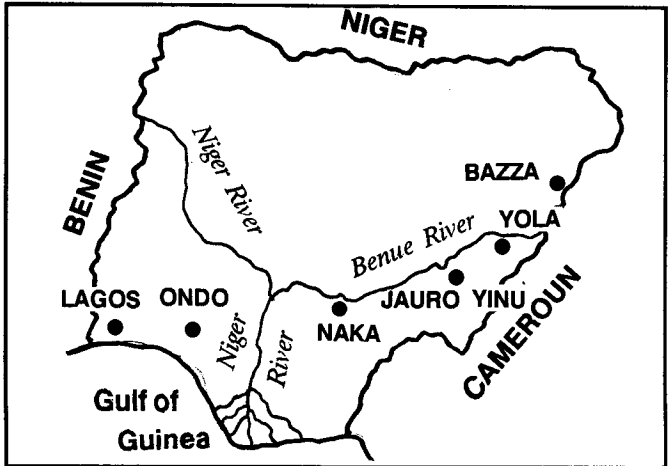 NIGER
BENIN
Niger River
BAZZA
YOLA
Benue River
LAGOS ONDO
JAURO YINU
NAKA
CAMEROUN
Niger
River
Gulf of
Guinea